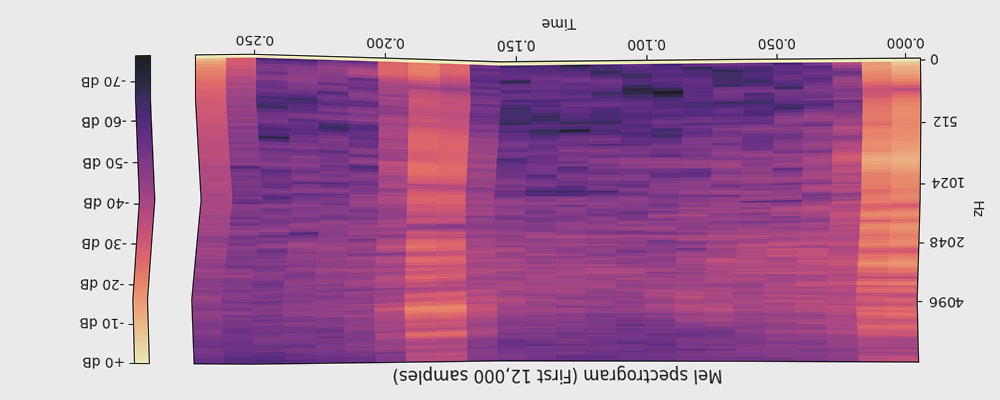 Mel spectrogram (First 12,000 samples)
4096
2048
1024
512
0
Hz
0.000
0.050
0.100
0.150
0.200
0.250
Time
+0 dB
-10 dB
-20 dB
-30 dB
-40 dB
-50 dB
-60 dB
-70 dB